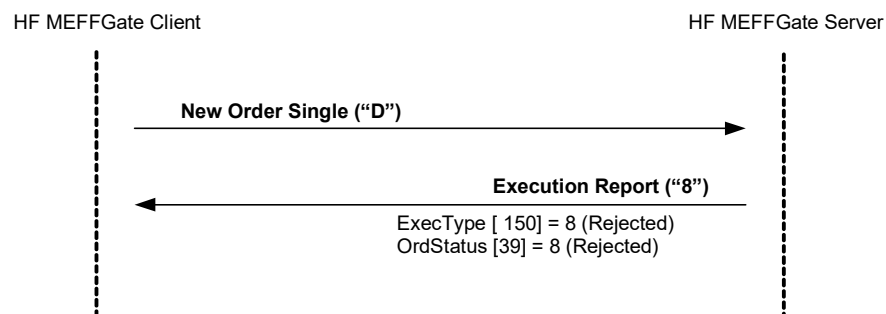 HF MEFFGate Client
HF MEFFGate Server
New Order Single (“D”)
Execution Report (“8”)
ExecType [ 150] = 8 (Rejected)
OrdStatus [39] = 8 (Rejected)